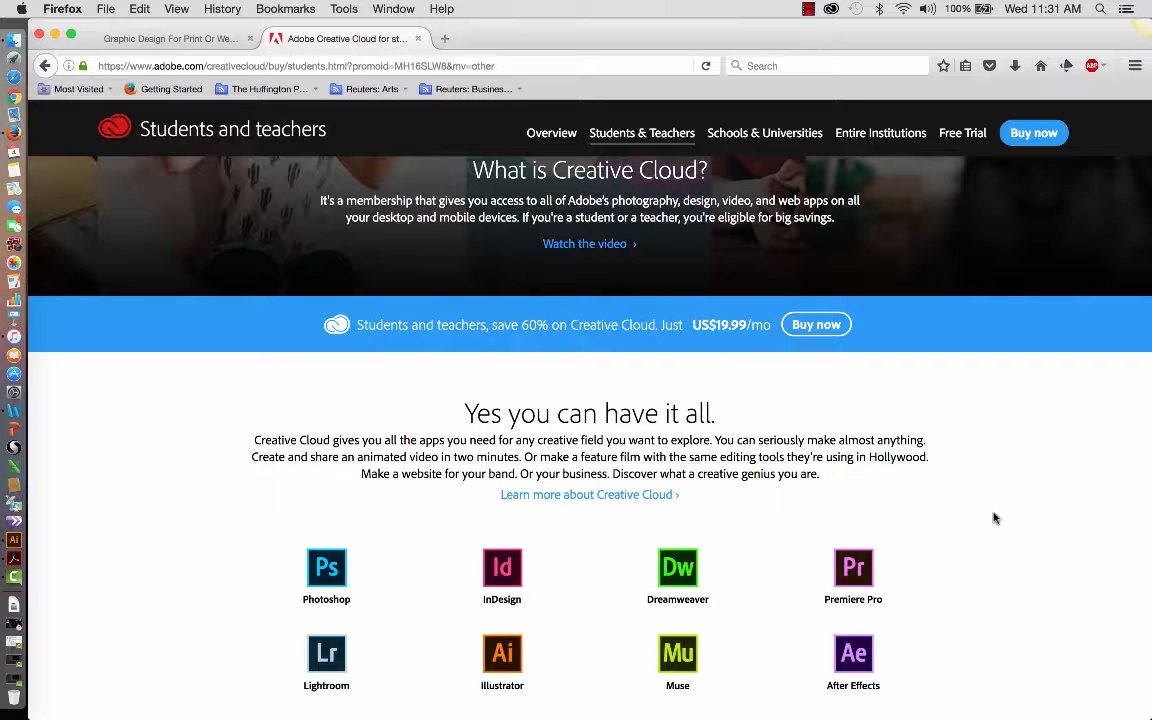 Firefox File Edit View History Bookmarks Tools Window Help 100% Wed 11:31 AM
Graphic Design For Print Or We... × Adobe Creative Cloud for st... × +
https://www.adobe.com/creativecloud/buy/students.html?promoid=MH16SLW8&mv=other Search ABP
Most Visited Getting Started The Huffington P... Reuters: Arts Reuters: Busines...
Students and teachers Overview Students & Teachers Schools & Universities Entire Institutions Free Trial Buy now
What is Creative Cloud?
It's a membership that gives you access to all of Adobe's photography, design, video, and web apps on all
your desktop and mobile devices. If you're a student or a teacher, you're eligible for big savings.
Watch the video ›
Students and teachers, save 60% on Creative Cloud. Just US$19.99/mo Buy now
Yes you can have it all.
Creative Cloud gives you all the apps you need for any creative field you want to explore. You can seriously make almost anything.
Create and share an animated video in two minutes. Or make a feature film with the same editing tools they're using in Hollywood.
Make a website for your band. Or your business. Discover what a creative genius you are.
Learn more about Creative Cloud ›
Ps Id Dw Pr
Photoshop InDesign Dreamweaver Premiere Pro
Lr Ai Mu Ae
Lightroom Illustrator Muse After Effects
Ai